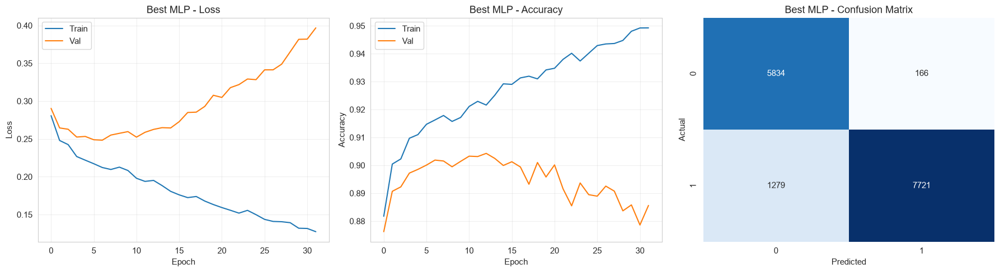 Best MLP - Loss
0.40
0.35
0.30
0.25
0.20
0.15
Loss
Train
Val
0 5 10 15 20 25 30
Epoch
Best MLP - Accuracy
0.95
0.94
0.93
0.92
0.91
0.90
0.89
0.88
Accuracy
Train
Val
0 5 10 15 20 25 30
Epoch
Best MLP - Confusion Matrix
Actual
0
5834 166
1
1279 7721
0 1
Predicted